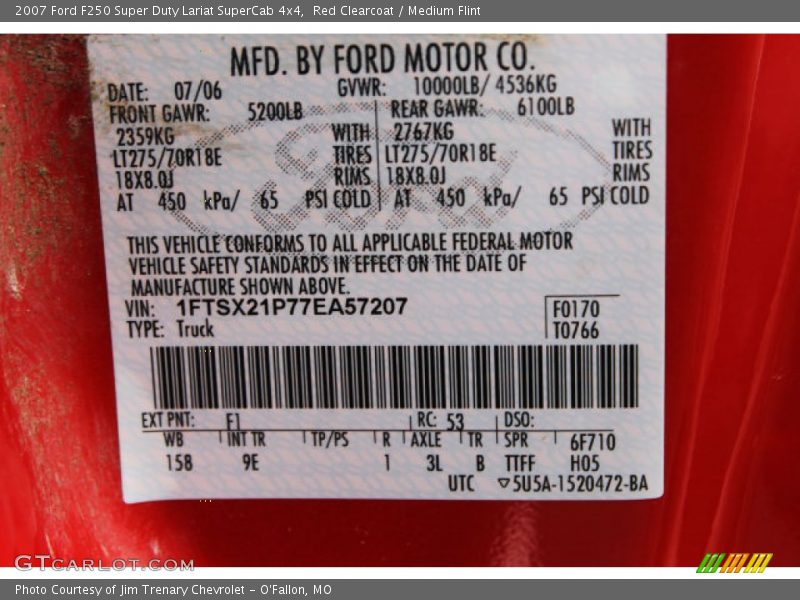 2007 Ford F250 Super Duty Lariat SuperCab 4x4,  Red Clearcoat / Medium Flint
MFD. BY FORD MOTOR CO.
DATE: 07/06 GVWR: 10000LB/ 4536KG
FRONT GAWR: 5200LB REAR GAWR: 6100LB
2359KG WITH 2767KG WITH
LT275/70R18E TIRES LT275/70R18E TIRES
18X8.0J RIMS 18X8.0J RIMS
AT 450 kPa/ 65 PSI COLD AT 450 kPa/ 65 PSI COLD
Ford
THIS VEHICLE CONFORMS TO ALL APPLICABLE FEDERAL MOTOR
VEHICLE SAFETY STANDARDS IN EFFECT ON THE DATE OF
MANUFACTURE SHOWN ABOVE.
VIN: 1FTSX21P77EA57207 F0170
TYPE: Truck T0766
EXT PNT: F1 RC: 53 DSO:
WB INT TR TP/PS R AXLE TR SPR 6F710
158 9E 1 3L B TTFF H05
UTC ▽5U5A-1520472-BA
GTCarlot.com
Photo Courtesy of Jim Trenary Chevrolet - O'Fallon, MO